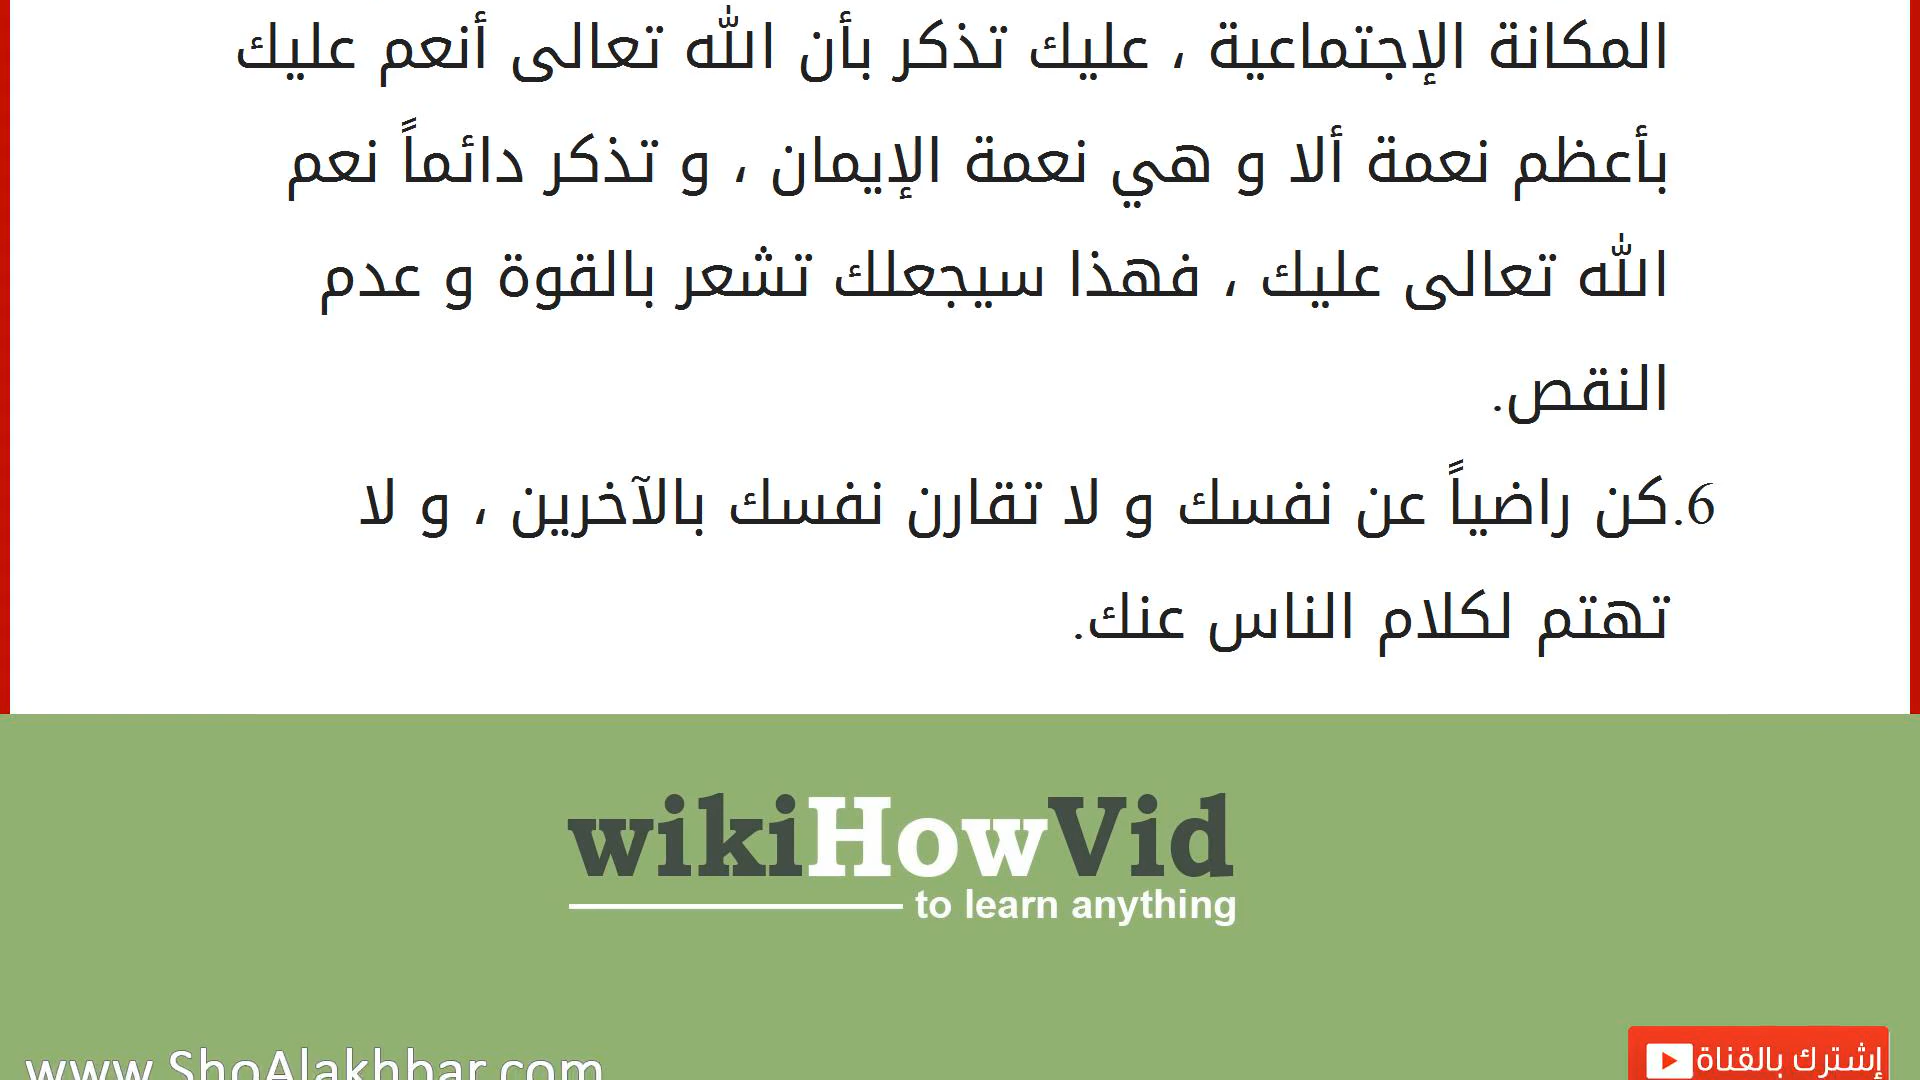 المكانة الإجتماعية ، عليك تذكر بأن الله تعالى أنعم عليك
بأعظم نعمة ألا و هي نعمة الإيمان ، و تذكر دائماً نعم
الله تعالى عليك ، فهذا سيجعلك تشعر بالقوة و عدم
النقص.
6.كن راضياً عن نفسك و لا تقارن نفسك بالآخرين ، و لا
تهتم لكلام الناس عنك.
wikiHowVid
to learn anything
www.ShoAlakhbar.com
إشترك بالقناة